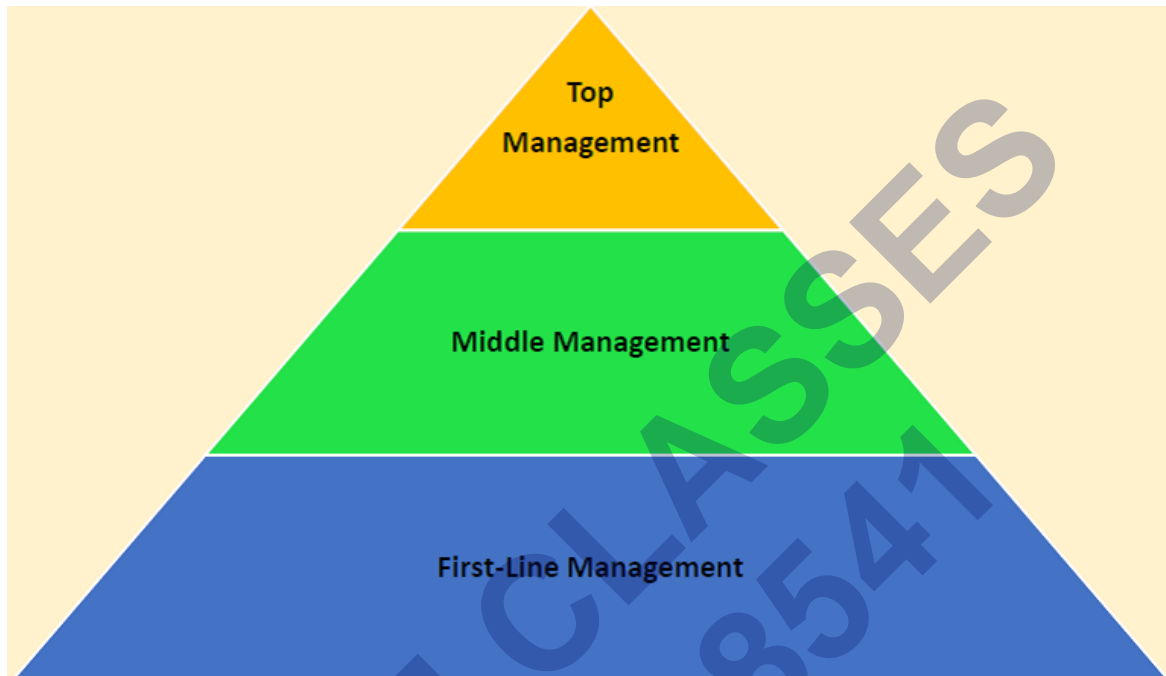 Top
Management
Middle Management
First-Line Management
CLASSES
8541